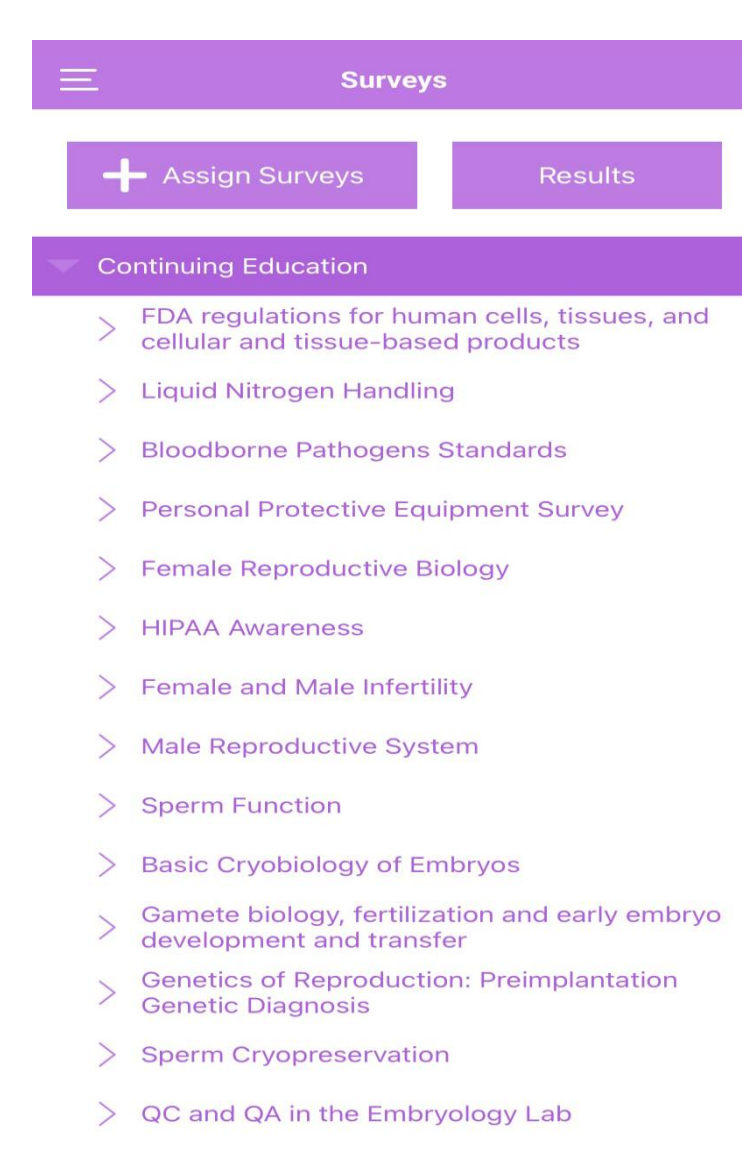 Surveys
Assign Surveys
Results
Continuing Education
FDA regulations for human cells, tissues, and
cellular and tissue-based products
Liquid Nitrogen Handling
Bloodborne Pathogens Standards
Personal Protective Equipment Survey
Female Reproductive Biology
HIPAA Awareness
Female and Male Infertility
Male Reproductive System
Sperm Function
Basic Cryobiology of Embryos
Gamete biology, fertilization and early embryo
development and transfer
Genetics of Reproduction: Preimplantation
Genetic Diagnosis
Sperm Cryopreservation
QC and QA in the Embryology Lab